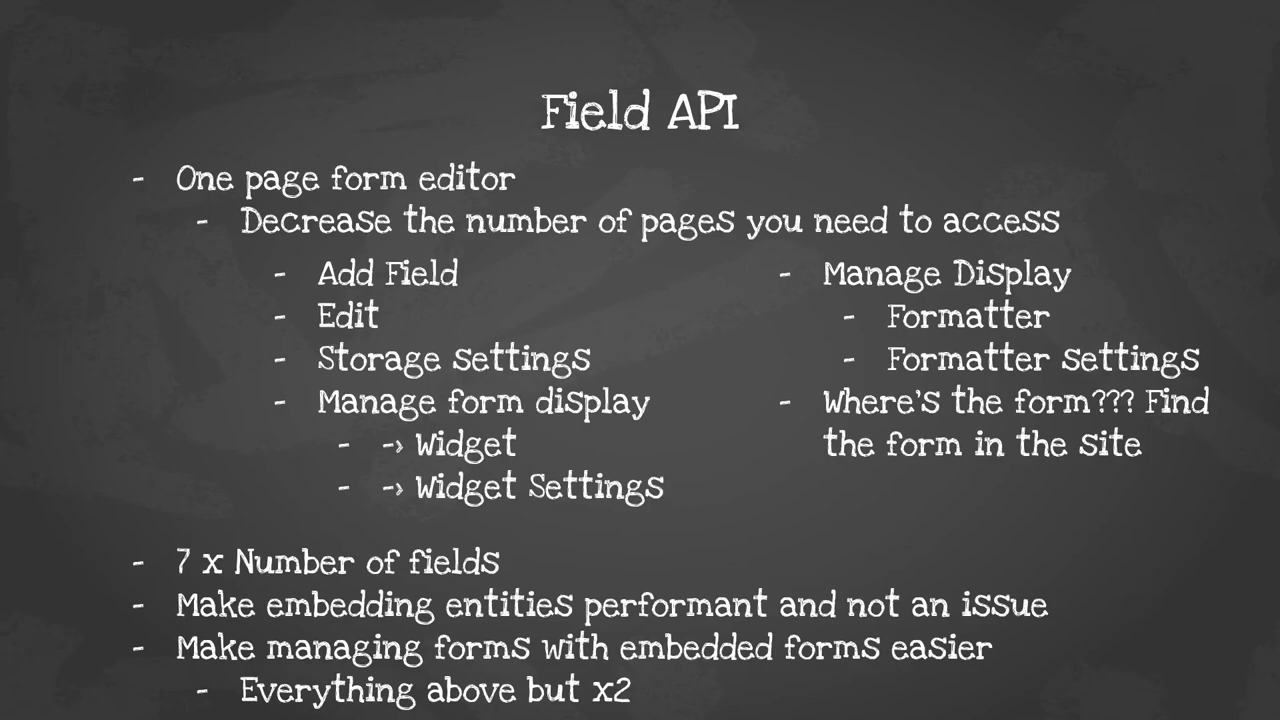 Field API
- One page form editor
- Decrease the number of pages you need to access
- Add Field
- Edit
- Storage settings
- Manage form display
- -> Widget
- -> Widget Settings
- Manage Display
- Formatter
- Formatter settings
- Where's the form??? Find
the form in the site
- 7 x Number of fields
- Make embedding entities performant and not an issue
- Make managing forms with embedded forms easier
- Everything above but x2